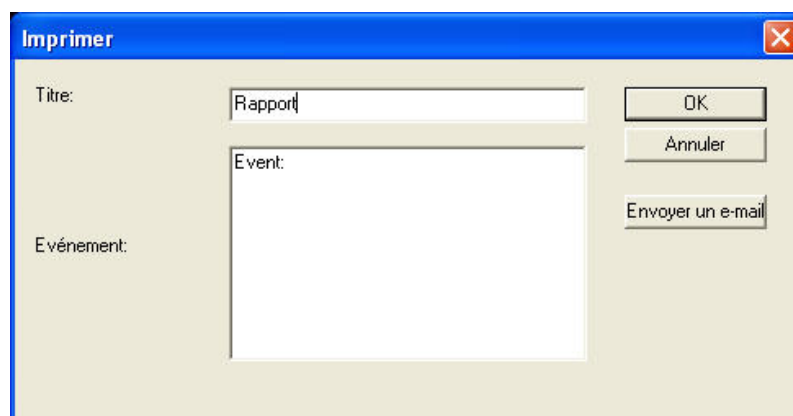 Imprimer
Titre:
Rapport
OK
Annuler
Event:
Envoyer un e-mail
Evénement: